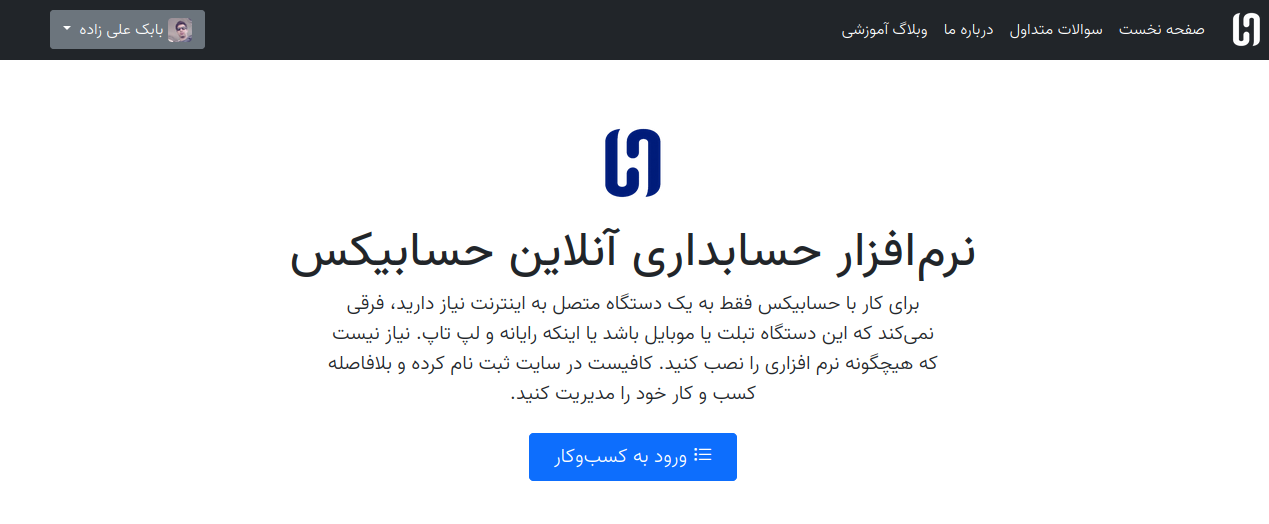 صفحه نخست
سوالات متداول
درباره ما
وبلاگ آموزشی
بابک علی زاده
نرم‌افزار حسابداری آنلاین حسابیکس
برای کار با حسابیکس فقط به یک دستگاه متصل به اینترنت نیاز دارید، فرقی
نمی‌کند که این دستگاه تبلت یا موبایل باشد یا اینکه رایانه و لپ تاپ. نیاز نیست
که هیچگونه نرم افزاری را نصب کنید. کافیست در سایت ثبت نام کرده و بلافاصله
کسب و کار خود را مدیریت کنید.
ورود به کسب‌وکار